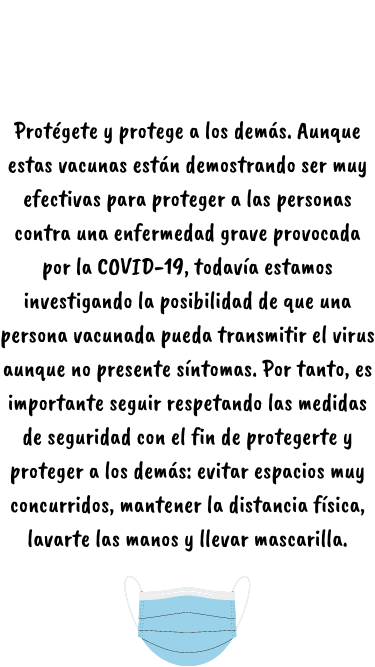 Protégete y protege a los demás. Aunque
estas vacunas están demostrando ser muy
efectivas para proteger a las personas
contra una enfermedad grave provocada
por la COVID-19, todavía estamos
investigando la posibilidad de que una
persona vacunada pueda transmitir el virus
aunque no presente síntomas. Por tanto, es
importante seguir respetando las medidas
de seguridad con el fin de protegerte y
proteger a los demás: evitar espacios muy
concurridos, mantener la distancia física,
lavarte las manos y llevar mascarilla.